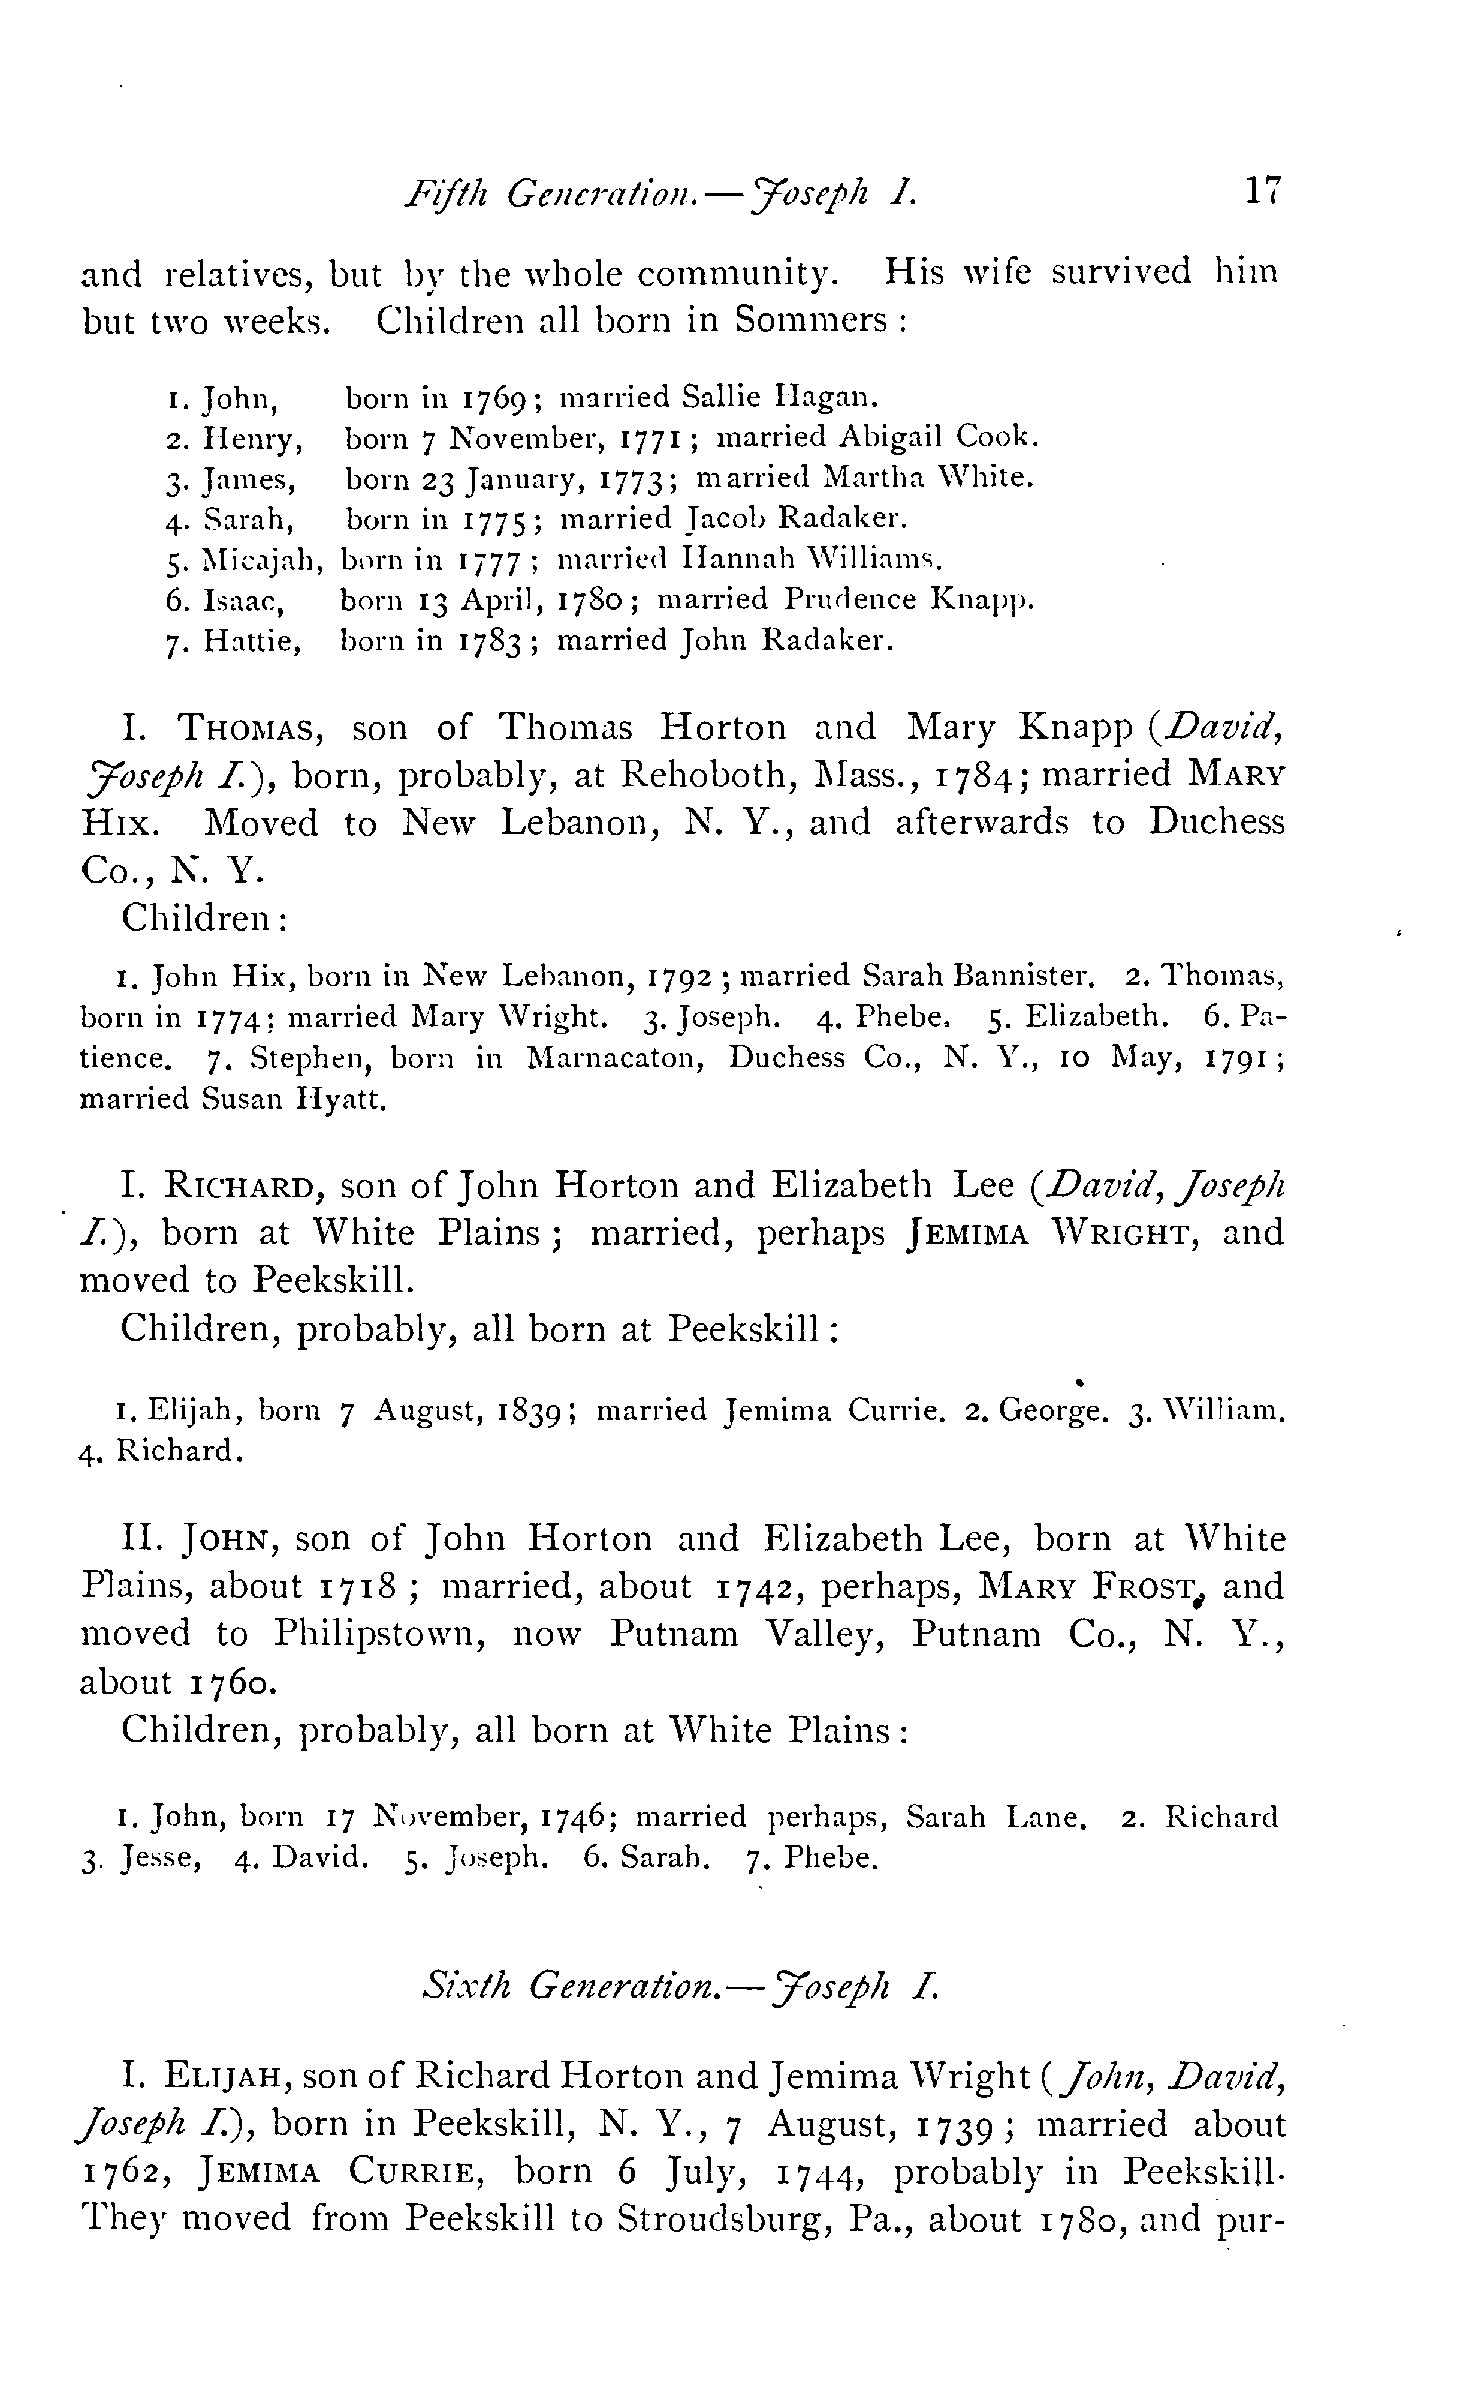 Fifth Generation.—Joseph I. 17
and relatives, but by the whole community. His wife survived him
but two weeks. Children all born in Sommers :
1. John, born in 1769; married Sallie Hagan.
2. Henry, born 7 November, 1771; married Abigail Cook.
3. James, born 23 January, 1773; married Martha White.
4. Sarah, born in 1775; married Jacob Radaker.
5. Micajah, born in 1777; married Hannah Williams.
6. Isaac, born 13 April, 1780; married Prudence Knapp.
7. Hattie, born in 1783; married John Radaker.
I. THOMAS, son of Thomas Horton and Mary Knapp (David,
Joseph I.), born, probably, at Rehoboth, Mass., 1784; married MARY
HIX. Moved to New Lebanon, N. Y., and afterwards to Duchess
Co., N. Y.
Children :
1. John Hix, born in New Lebanon, 1792; married Sarah Bannister. 2. Thomas,
born in 1774; married Mary Wright. 3. Joseph. 4. Phebe. 5. Elizabeth. 6. Pa-
tience. 7. Stephen, born in Marnacaton, Duchess Co., N. Y., 10 May, 1791;
married Susan Hyatt.
I. RICHARD, son of John Horton and Elizabeth Lee (David, Joseph
I.), born at White Plains; married, perhaps JEMIMA WRIGHT, and
moved to Peekskill.
Children, probably, all born at Peekskill :
1. Elijah, born 7 August, 1839; married Jemima Currie. 2. George. 3. William.
4. Richard.
II. JOHN, son of John Horton and Elizabeth Lee, born at White
Plains, about 1718; married, about 1742, perhaps, MARY FROST, and
moved to Philipstown, now Putnam Valley, Putnam Co., N. Y.,
about 1760.
Children, probably, all born at White Plains :
1. John, born 17 November, 1746; married perhaps, Sarah Lane. 2. Richard
3. Jesse, 4. David. 5. Joseph. 6. Sarah. 7. Phebe.
Sixth Generation.—Joseph I.
I. ELIJAH, son of Richard Horton and Jemima Wright (John, David,
Joseph I.), born in Peekskill, N. Y., 7 August, 1739; married about
1762, JEMIMA CURRIE, born 6 July, 1744, probably in Peekskill.
They moved from Peekskill to Stroudsburg, Pa., about 1780, and pur-